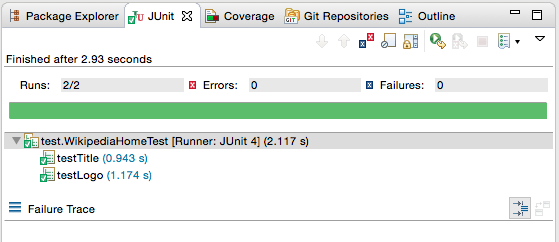 Package Explorer JUnit Coverage Git Repositories Outline
Finished after 2.93 seconds
Runs: 2/2 Errors: 0 Failures: 0
test.WikipediaHomeTest [Runner: JUnit 4] (2.117 s)
testTitle (0.943 s)
testLogo (1.174 s)
Failure Trace